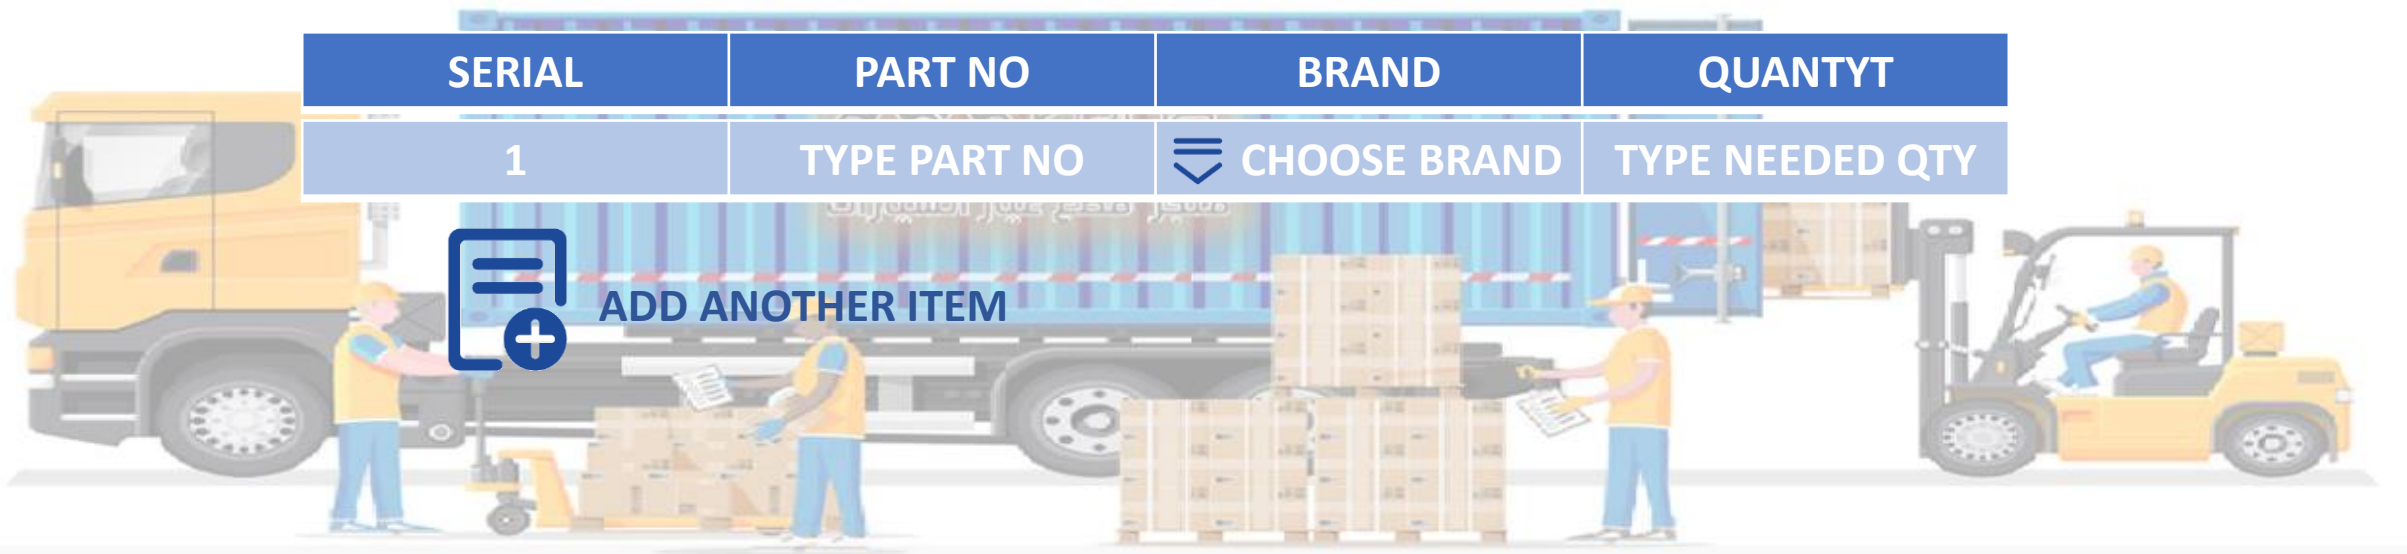 SERIAL PART NO BRAND QUANTYT
1 TYPE PART NO CHOOSE BRAND TYPE NEEDED QTY
ADD ANOTHER ITEM